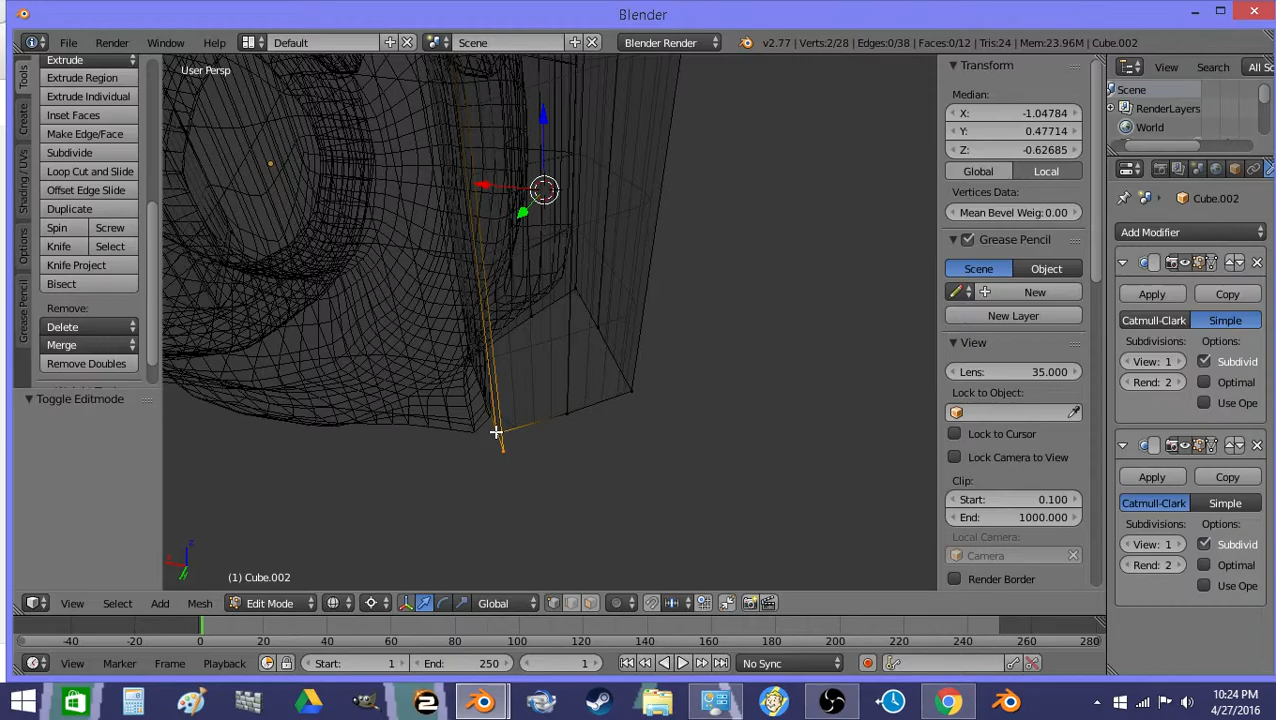 Blender
File Render Window Help Default Scene Blender Render v2.77 | Verts:2/28 | Edges:0/38 | Faces:0/12 | Tris:24 | Mem:23.96M | Cube.002
Tools
Create
Shading / UVs
Options
Grease Pencil
Extrude
Extrude Region
Extrude Individual
Inset Faces
Make Edge/Face
Subdivide
Loop Cut and Slide
Offset Edge Slide
Duplicate
Spin Screw
Knife Select
Knife Project
Bisect
Remove:
Delete
Merge
Remove Doubles
Toggle Editmode
User Persp
(1) Cube.002
Transform
Median:
X: -1.04784
Y: 0.47714
Z: -0.62685
Global Local
Vertices Data:
Mean Bevel Weig: 0.00
Grease Pencil
Scene Object
New
New Layer
View
Lens: 35.000
Lock to Object:
Lock to Cursor
Lock Camera to View
Clip:
Start: 0.100
End: 1000.000
Local Camera:
Camera
Render Border
View Search All Sc
Scene
RenderLayers
World
Cube.002
Add Modifier
Apply Copy
Catmull-Clark Simple
Subdivisions: Options:
View: 1 Subdivid
Rend: 2 Optimal
Use Ope
Apply Copy
Catmull-Clark Simple
Subdivisions: Options:
View: 1 Subdivid
Rend: 2 Optimal
Use Ope
View Select Add Mesh Edit Mode Global
-40 -20 0 20 40 60 80 100 120 140 160 180 200 220 240 260 280
View Marker Frame Playback Start: 1 End: 250 1 No Sync
10:24 PM
4/27/2016